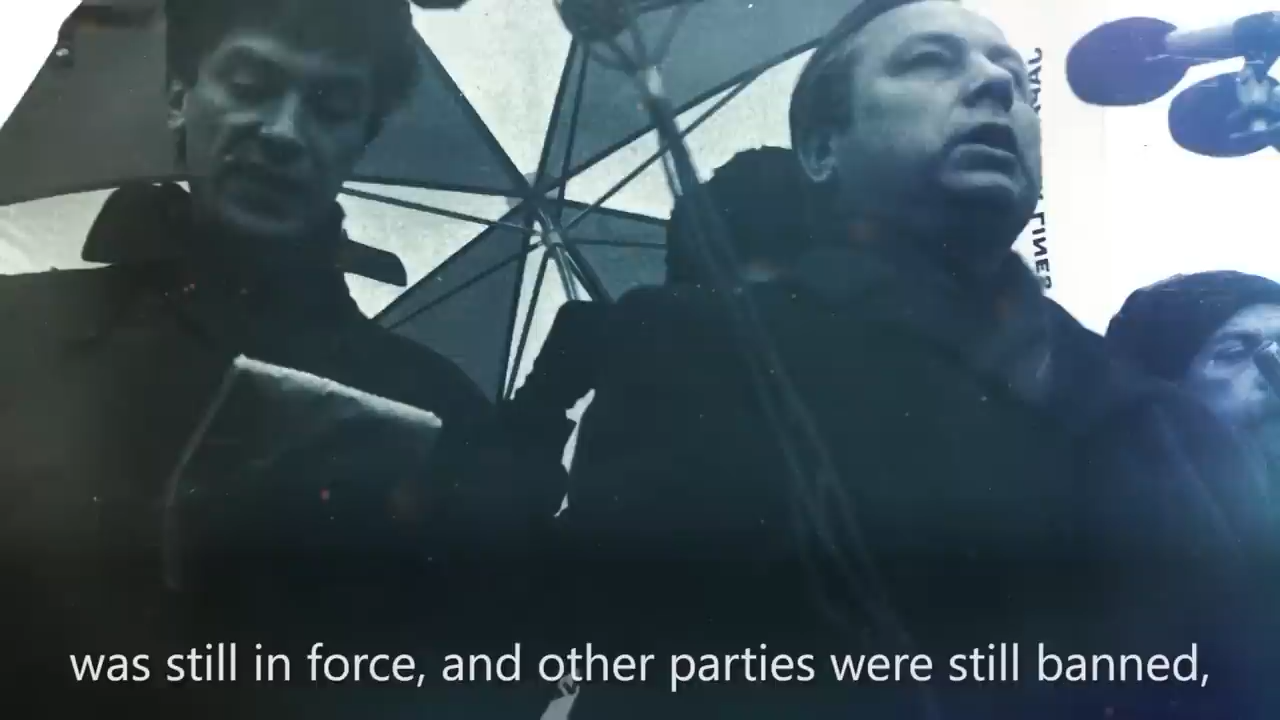 was still in force, and other parties were still banned,